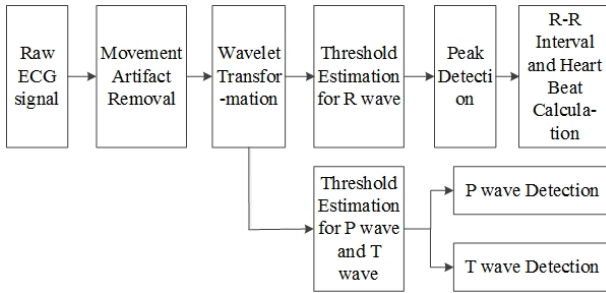 Raw
ECG
signal
Movement
Artifact
Removal
Wavelet
Transfor-
-mation
Threshold
Estimation
for R wave
Peak
Detecti
on
R-R
Interval
and Heart
Beat
Calcula-
tion
Threshold
Estimation
for P wave
and T
wave
P wave Detection
T wave Detection